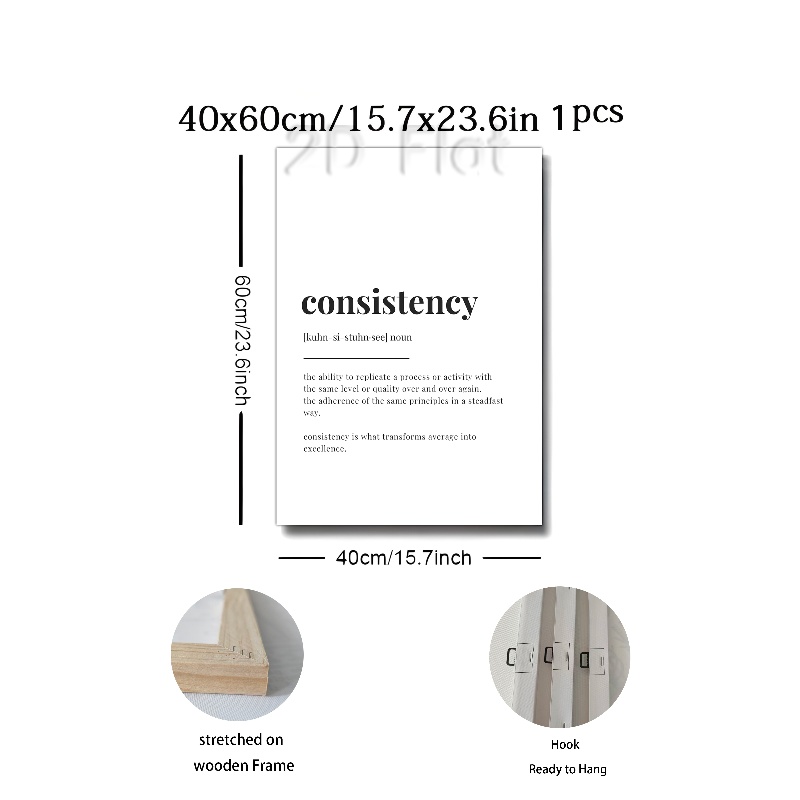 40x60cm/15.7x23.6in 1pcs
2D Flat
60cm/23.6inch
consistency
[kuhn-si-stuhn-see] noun
the ability to replicate a process or activity with
the same level or quality over and over again.
the adherence of the same principles in a steadfast
way.
consistency is what transforms average into
excellence.
40cm/15.7inch
stretched on
wooden Frame
Hook
Ready to Hang